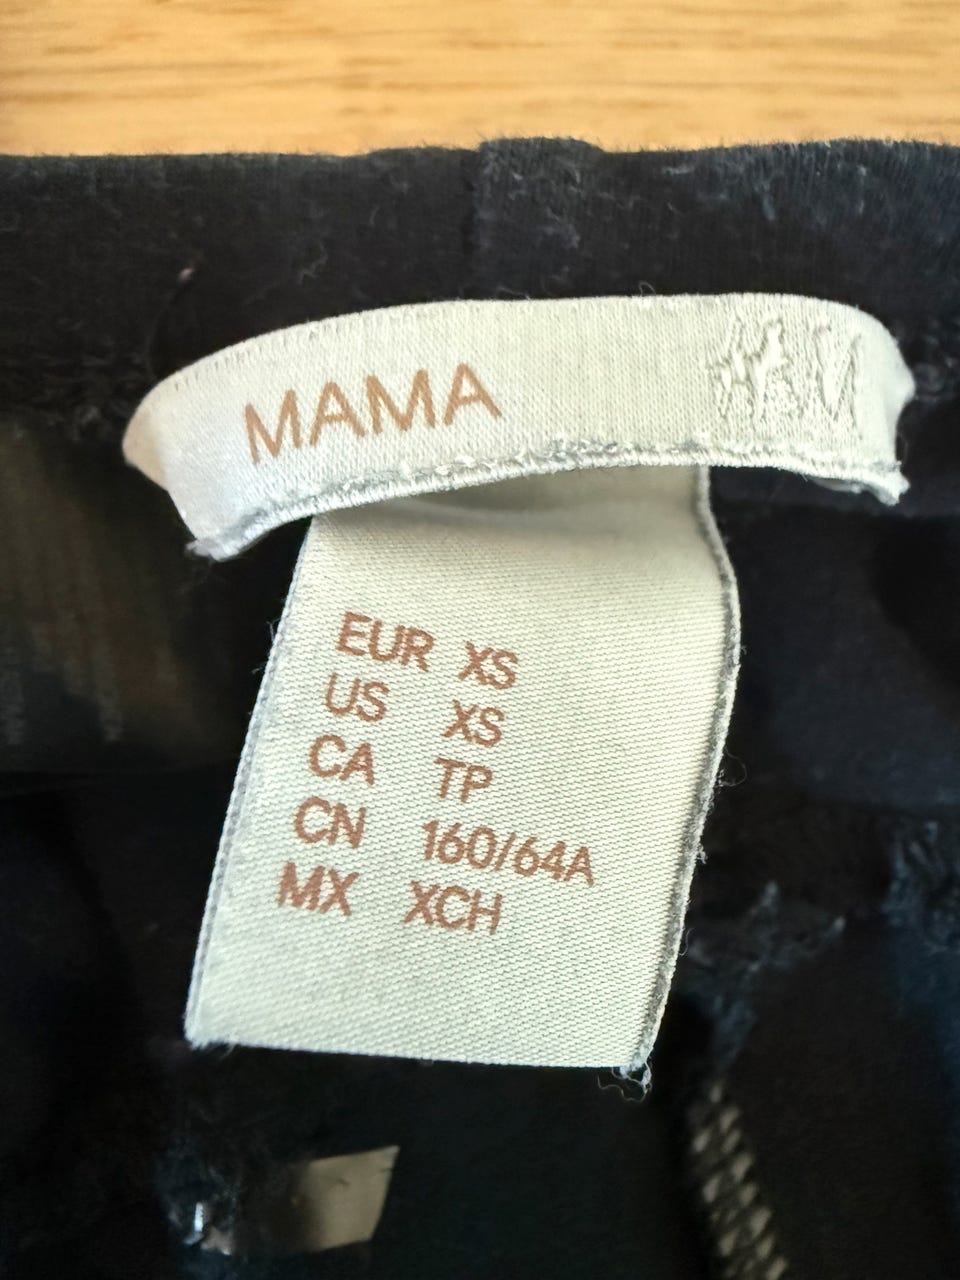 MAMA H&M
EUR XS
US XS
CA TP
CN 160/64A
MX XCH